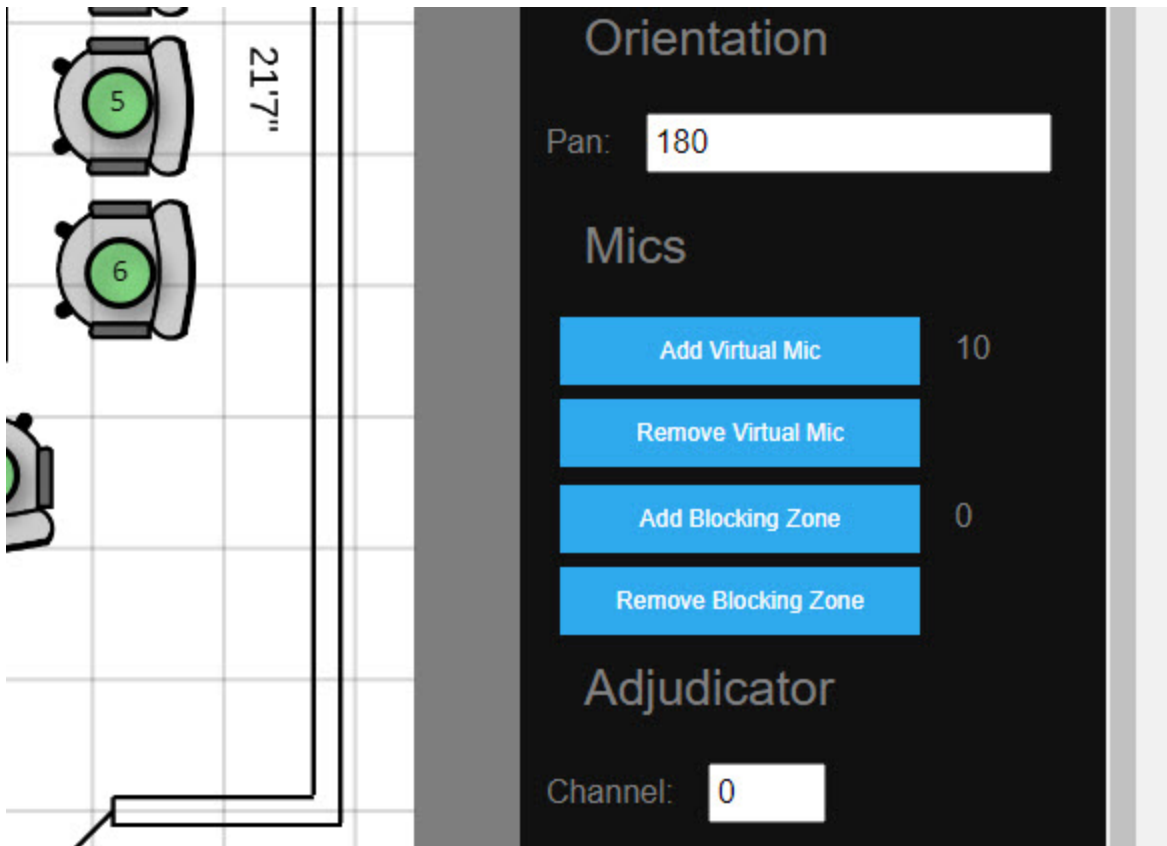 5
21'7"
6
Orientation
Pan: 180
Mics
Add Virtual Mic 10
Remove Virtual Mic
Add Blocking Zone 0
Remove Blocking Zone
Adjudicator
Channel: 0